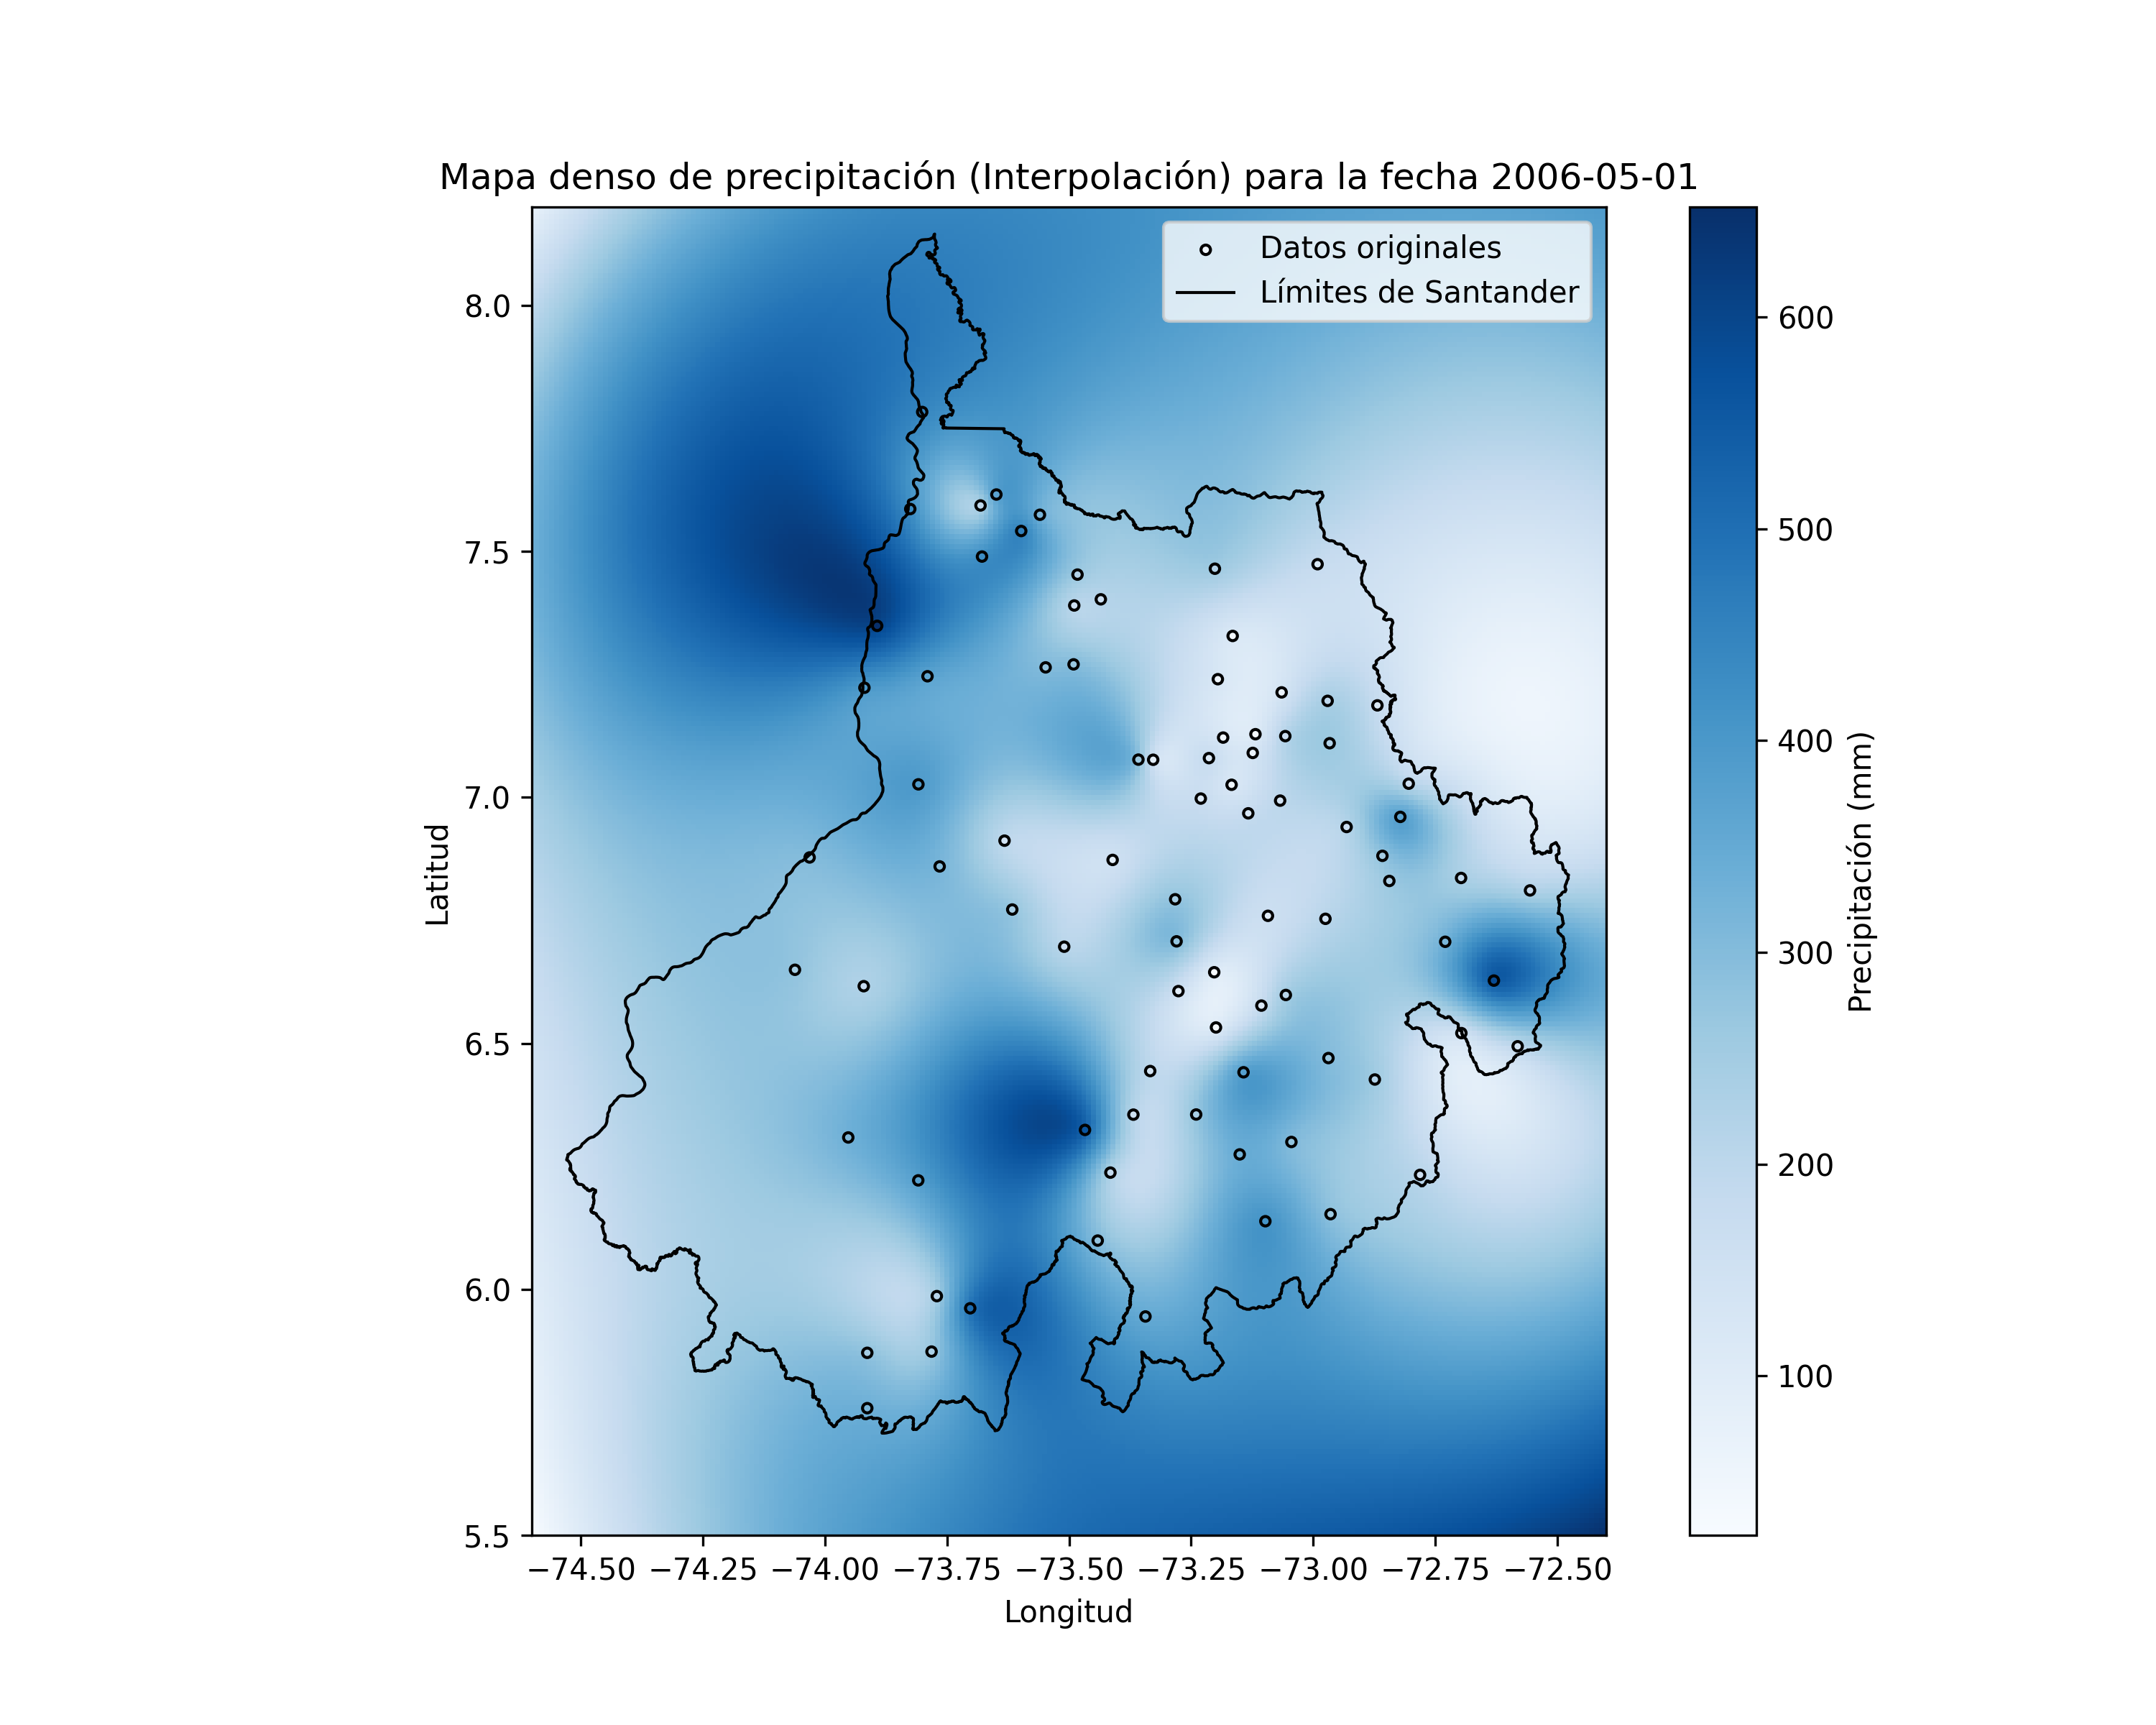 Mapa denso de precipitación (Interpolación) para la fecha 2006-05-01
Datos originales
Límites de Santander
8.0
7.5
7.0
6.5
6.0
5.5
Latitud
−74.50 −74.25 −74.00 −73.75 −73.50 −73.25 −73.00 −72.75 −72.50
Longitud
600
500
400
300
200
100
Precipitación (mm)